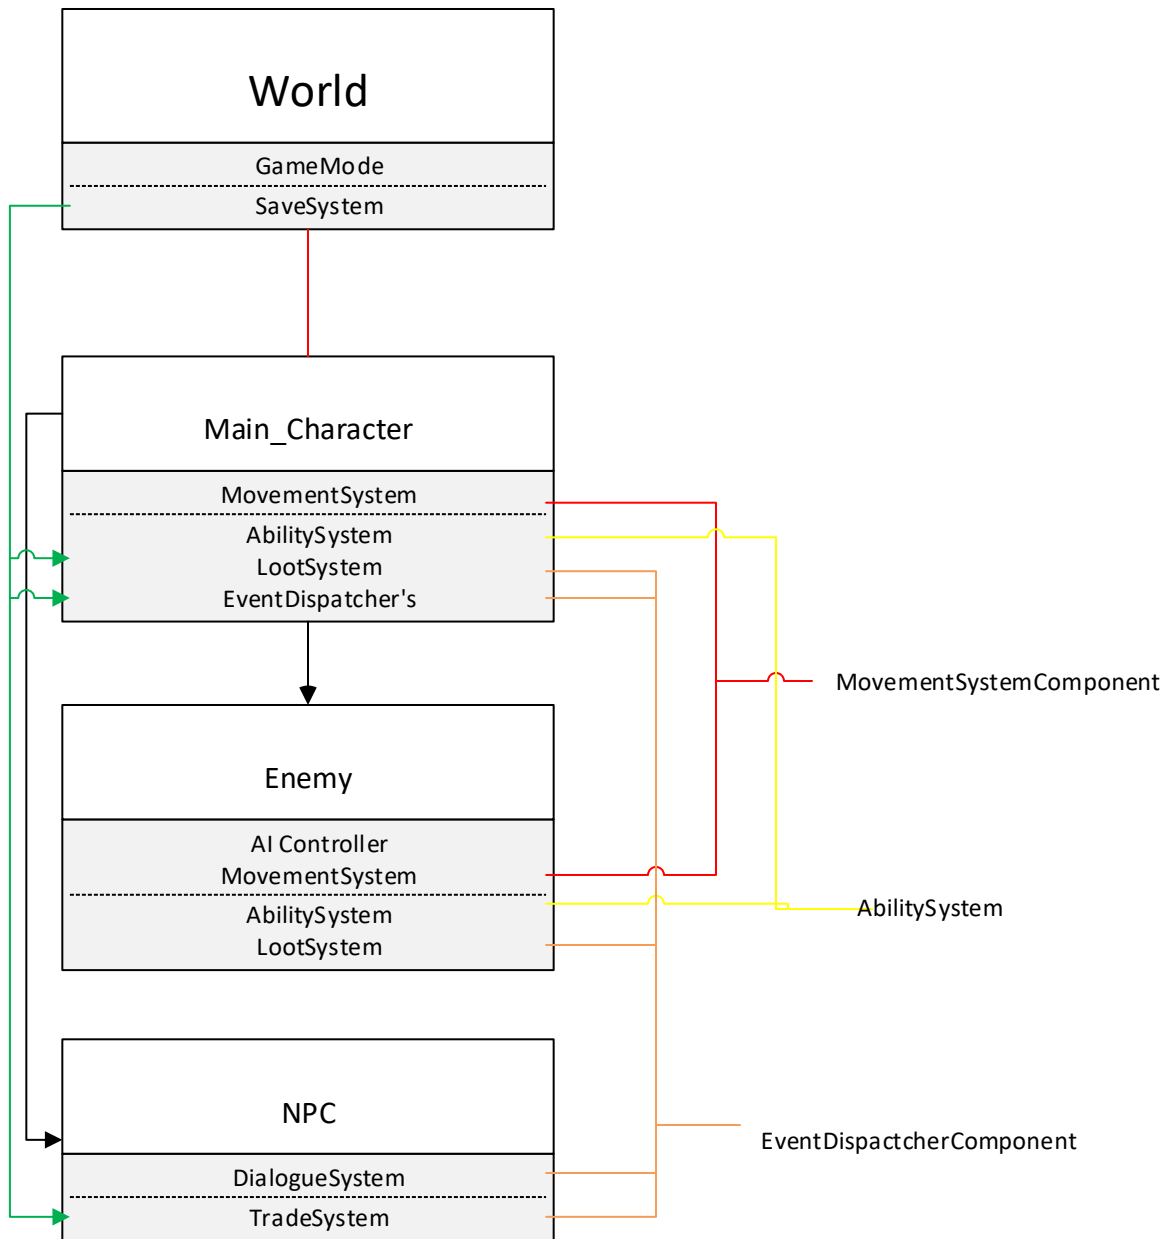 World
GameMode
SaveSystem
Main_Character
MovementSystem
AbilitySystem
LootSystem
EventDispatcher's
MovementSystemComponent
Enemy
AI Controller
MovementSystem
AbilitySystem
AbilitySystem
LootSystem
NPC
EventDispactcherComponent
DialogueSystem
TradeSystem